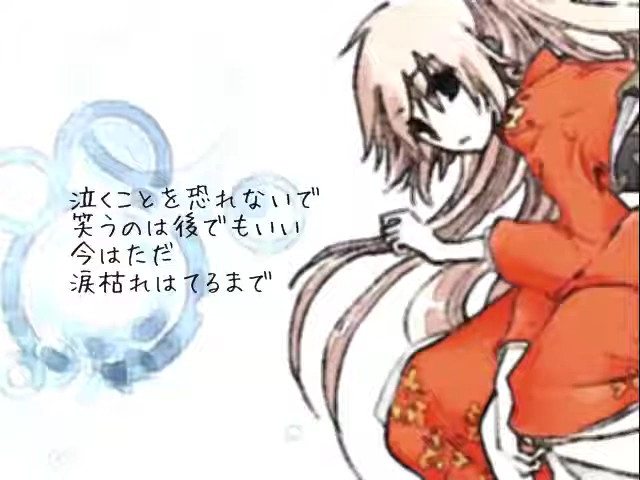 泣くことを恐れないで
笑うのは後でもいい
今はただ
涙枯れはてるまで